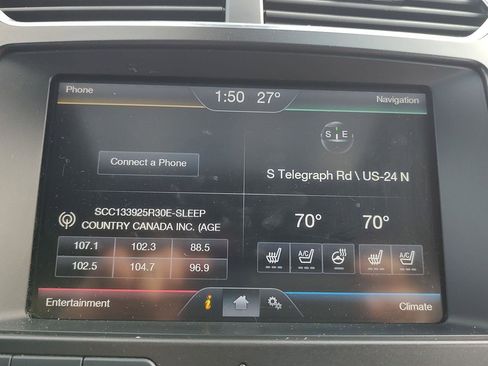 Phone
1:50 27°
Navigation
S E
Connect a Phone
S Telegraph Rd \ US-24 N
SCC133925R30E-SLEEP
COUNTRY CANADA INC. (AGE
107.1 102.3 88.5
102.5 104.7 96.9
70° 70°
A/C A/C
Entertainment
i
Climate